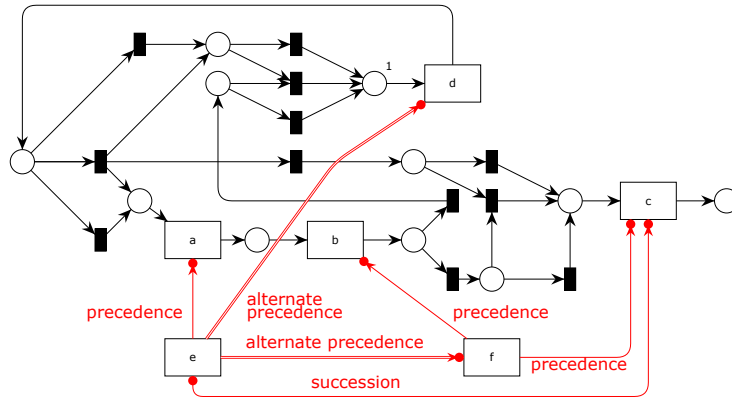 1
d
c
a
b
alternate
precedence
precedence
precedence
alternate precedence
e
f
precedence
succession